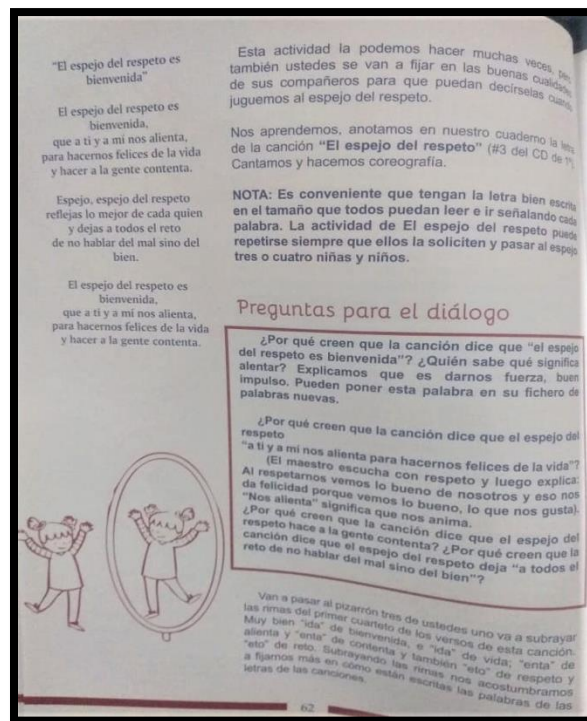 "El espejo del respeto es
bienvenida"
El espejo del respeto es
bienvenida,
que a ti y a mi nos alienta,
para hacernos felices de la vida
y hacer a la gente contenta.
Espejo, espejo del respeto
reflejas lo mejor de cada quien
y dejas a todos el reto
de no hablar del mal sino del
bien.
El espejo del respeto es
bienvenida,
que a ti y a mi nos alienta,
para hacernos felices de la vida
y hacer a la gente contenta.
Esta actividad la podemos hacer muchas veces, pero
también ustedes se van a fijar en las buenas cualidades
de sus compañeros para que puedan decírselas cuando
juguemos al espejo del respeto.
Nos aprendemos, anotamos en nuestro cuaderno la letra
de la canción "El espejo del respeto" (#3 del CD de 1º).
Cantamos y hacemos coreografía.
NOTA: Es conveniente que tengan la letra bien escrita
en el tamaño que todos puedan leer e ir señalando cada
palabra. La actividad de El espejo del respeto puede
repetirse siempre que ellos la soliciten y pasar al espejo
tres o cuatro niñas y niños.
Preguntas para el diálogo
¿Por qué creen que la canción dice que "el espejo
del respeto es bienvenida"? ¿Quién sabe qué significa
alentar? Explicamos que es darnos fuerza, buen
impulso. Pueden poner esta palabra en su fichero de
palabras nuevas.
¿Por qué creen que la canción dice que el espejo del
respeto
"a ti y a mi nos alienta para hacernos felices de la vida"?
(El maestro escucha con respeto y luego explica:
Al respetarnos vemos lo bueno de nosotros y eso nos
da felicidad porque vemos lo bueno, lo que nos gusta).
"Nos alienta" significa que nos anima.
¿Por qué creen que la canción dice que el espejo del
respeto hace a la gente contenta? ¿Por qué creen que la
canción dice que el espejo del respeto deja "a todos el
reto de no hablar del mal sino del bien"?
Van a pasar al pizarrón tres de ustedes uno va a subrayar
las rimas del primer cuarteto de los versos de esta canción.
Muy bien "ida" de bienvenida, e "ida" de vida; "enta" de
alienta y "enta" de contenta y también "eto" de respeto y
"eto" de reto. Subrayando las rimas nos acostumbramos
a fijarnos más en cómo están escritas las palabras de las
letras de las canciones.
62